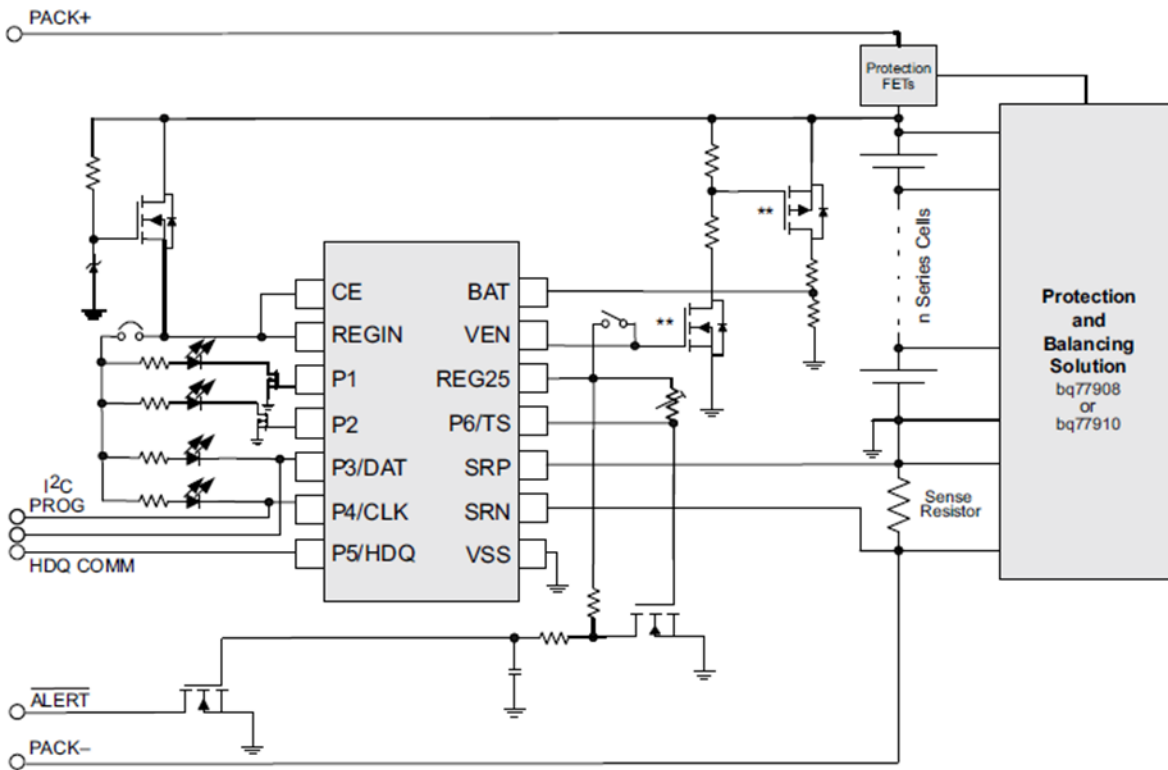 PACK+
Protection
FETs
**
n Series Cells
CE
BAT
**
REGIN
VEN
P1
REG25
P2
P6/TS
P3/DAT
SRP
I²C
PROG
P4/CLK
SRN
Sense
Resistor
P5/HDQ
VSS
HDQ COMM
Protection
and
Balancing
Solution
bq77908
or
bq77910
ALERT
PACK–